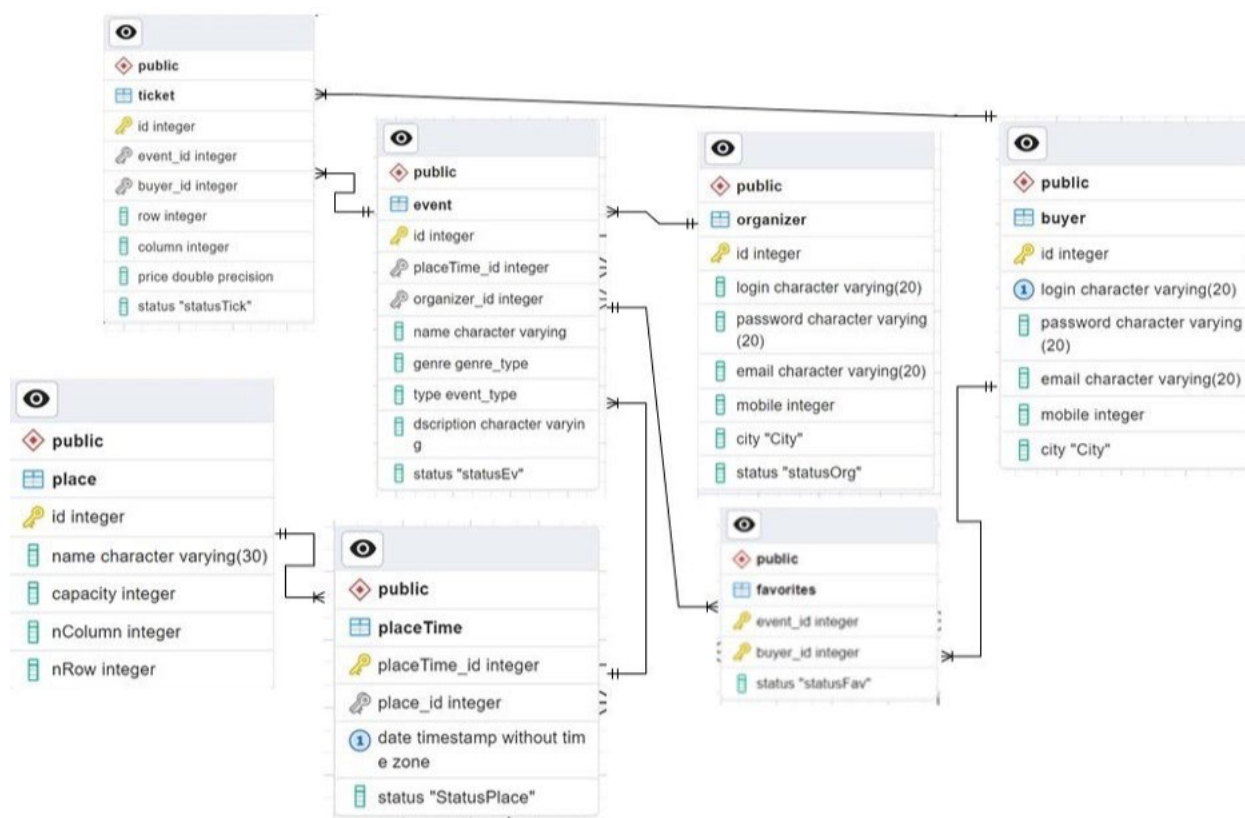 public
ticket
id integer
event_id integer
buyer_id integer
row integer
column integer
price double precision
status "statusTick"
public
event
id integer
placeTime_id integer
organizer_id integer
name character varying
genre genre_type
type event_type
dscription character varyin
g
status "statusEv"
public
organizer
id integer
login character varying(20)
password character varying
(20)
email character varying(20)
mobile integer
city "City"
status "statusOrg"
public
buyer
id integer
1 login character varying(20)
password character varying
(20)
email character varying(20)
mobile integer
city "City"
public
place
id integer
name character varying(30)
capacity integer
nColumn integer
nRow integer
public
placeTime
placeTime_id integer
place_id integer
1 date timestamp without tim
e zone
status "StatusPlace"
public
favorites
event_id integer
buyer_id integer
status "statusFav"